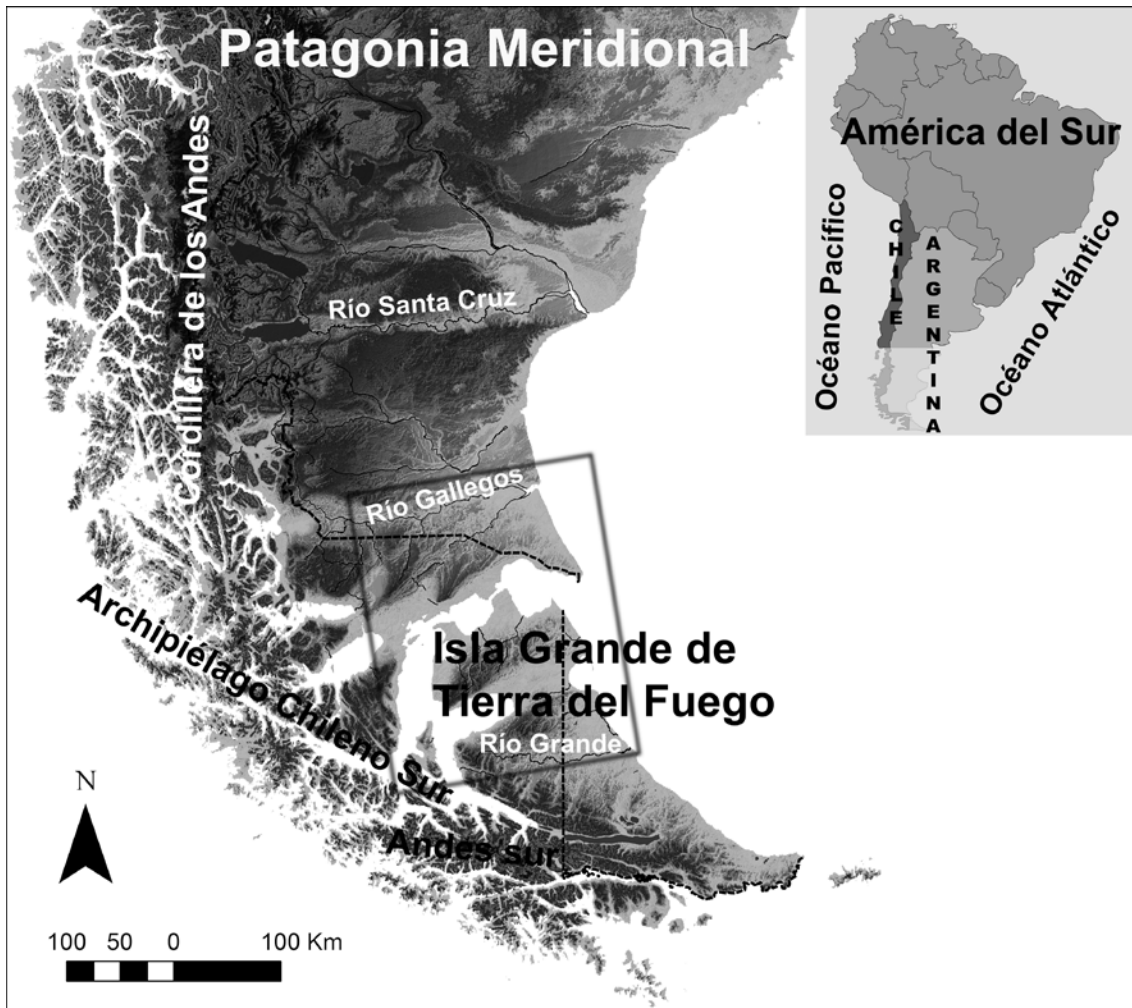 Patagonia Meridional
América del Sur
Océano Pacífico
CHILE
ARGENTINA
Océano Atlántico
Cordillera de los Andes
Río Santa Cruz
Río Gallegos
Archipiélago Chileno Sur
Isla Grande de
Tierra del Fuego
Río Grande
Andes sur
N
100 50 0 100 Km